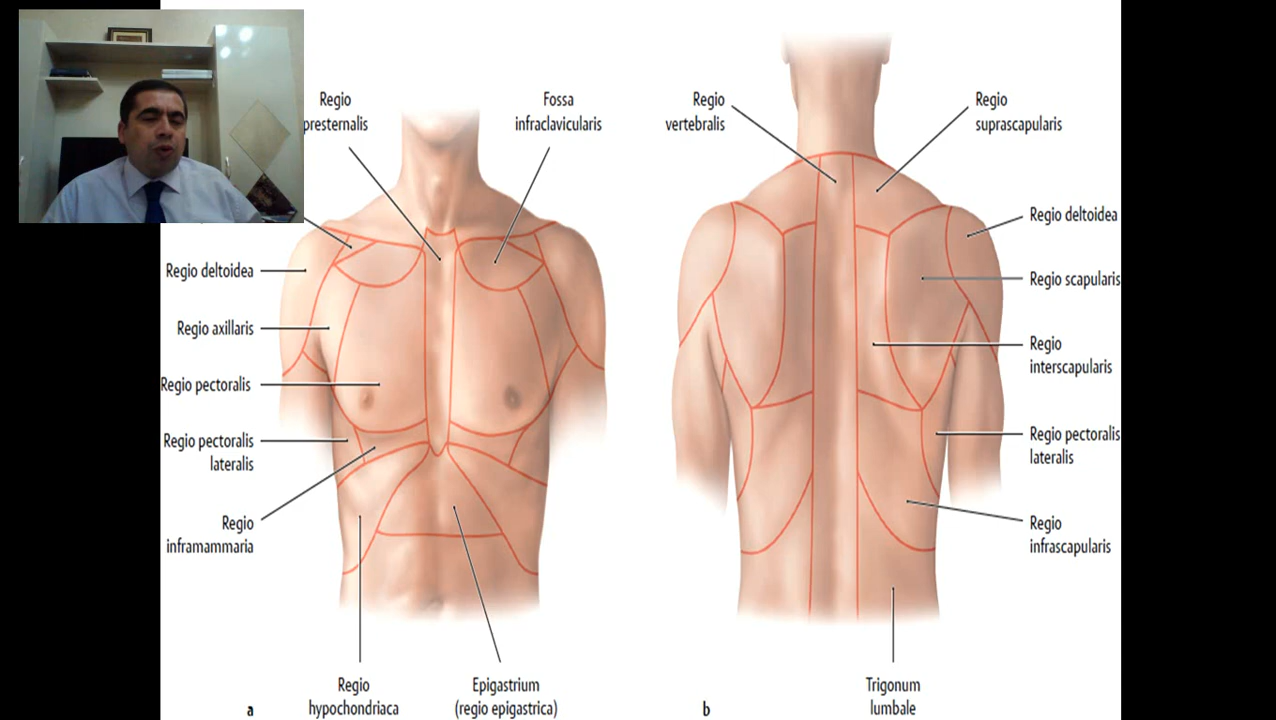 Regio
presternalis
Fossa
infraclavicularis
Regio deltoidea
Regio axillaris
Regio pectoralis
Regio pectoralis
lateralis
Regio
inframammaria
Regio
hypochondriaca
Epigastrium
(regio epigastrica)
a
Regio
vertebralis
Regio
suprascapularis
Regio deltoidea
Regio scapularis
Regio
interscapularis
Regio pectoralis
lateralis
Regio
infrascapularis
Trigonum
lumbale
b